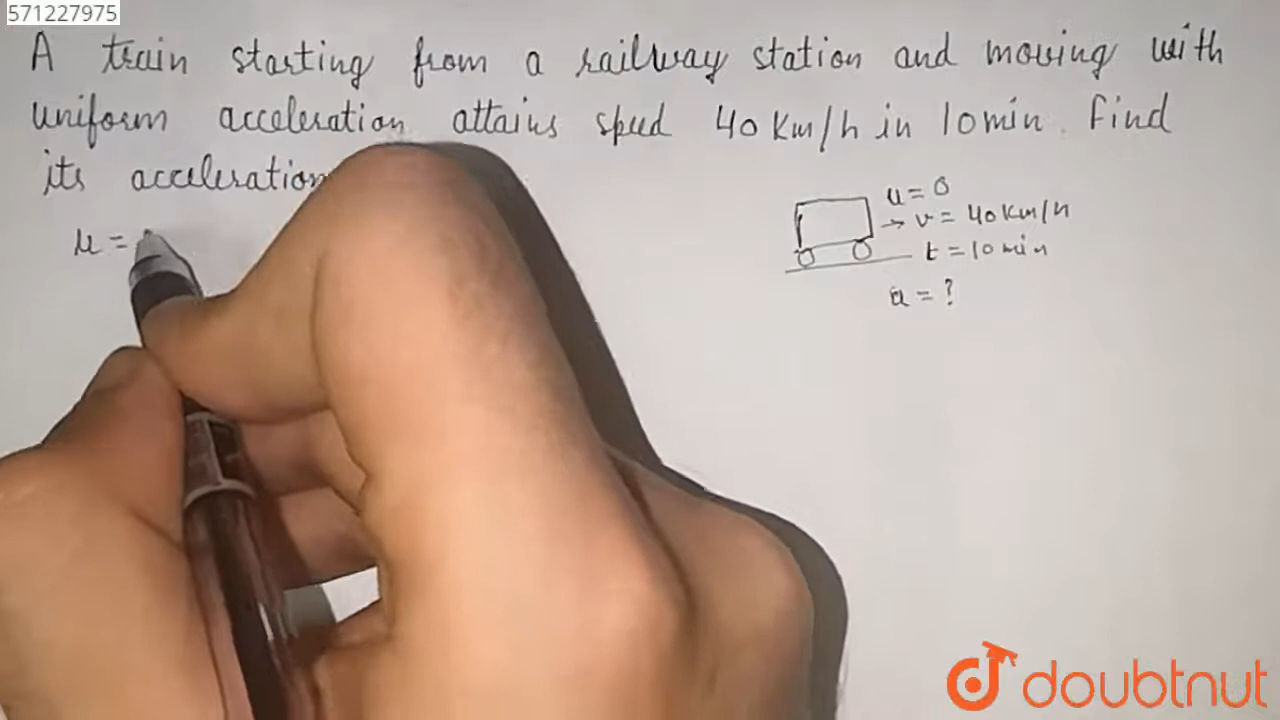 571227975
A train starting from a railway station and moving with
uniform acceleration attains speed 40 Km/h in 10 min. Find
its acceleration
u = 0
→ v = 40 Km/h
t = 10 min
a = ?
u =
doubtnut